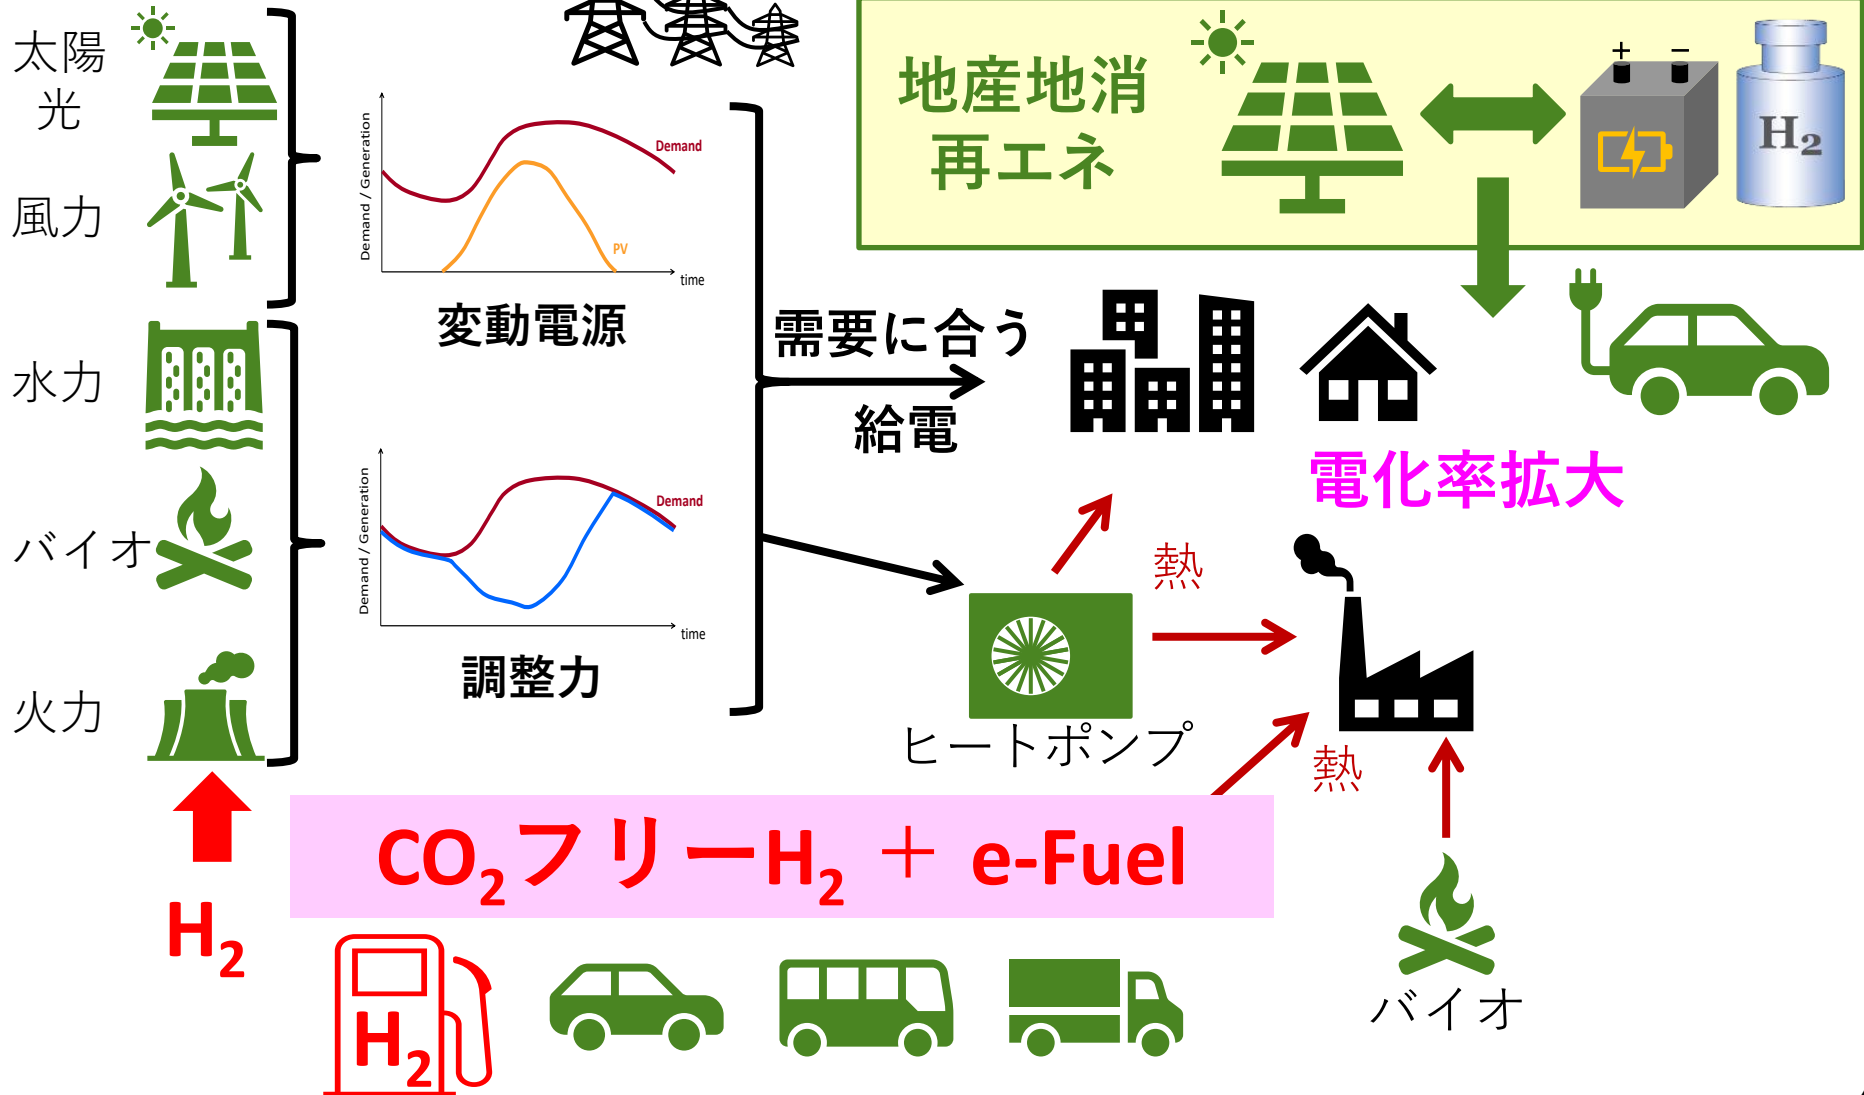 太陽
光
風力
水力
バイオ
火力
H₂
Demand / Generation
Demand
PV
time
変動電源
Demand / Generation
Demand
time
調整力
需要に合う
給電
地産地消
再エネ
+ −
H₂
電化率拡大
熱
ヒートポンプ
熱
CO₂フリーH₂ ＋ e-Fuel
H₂
バイオ